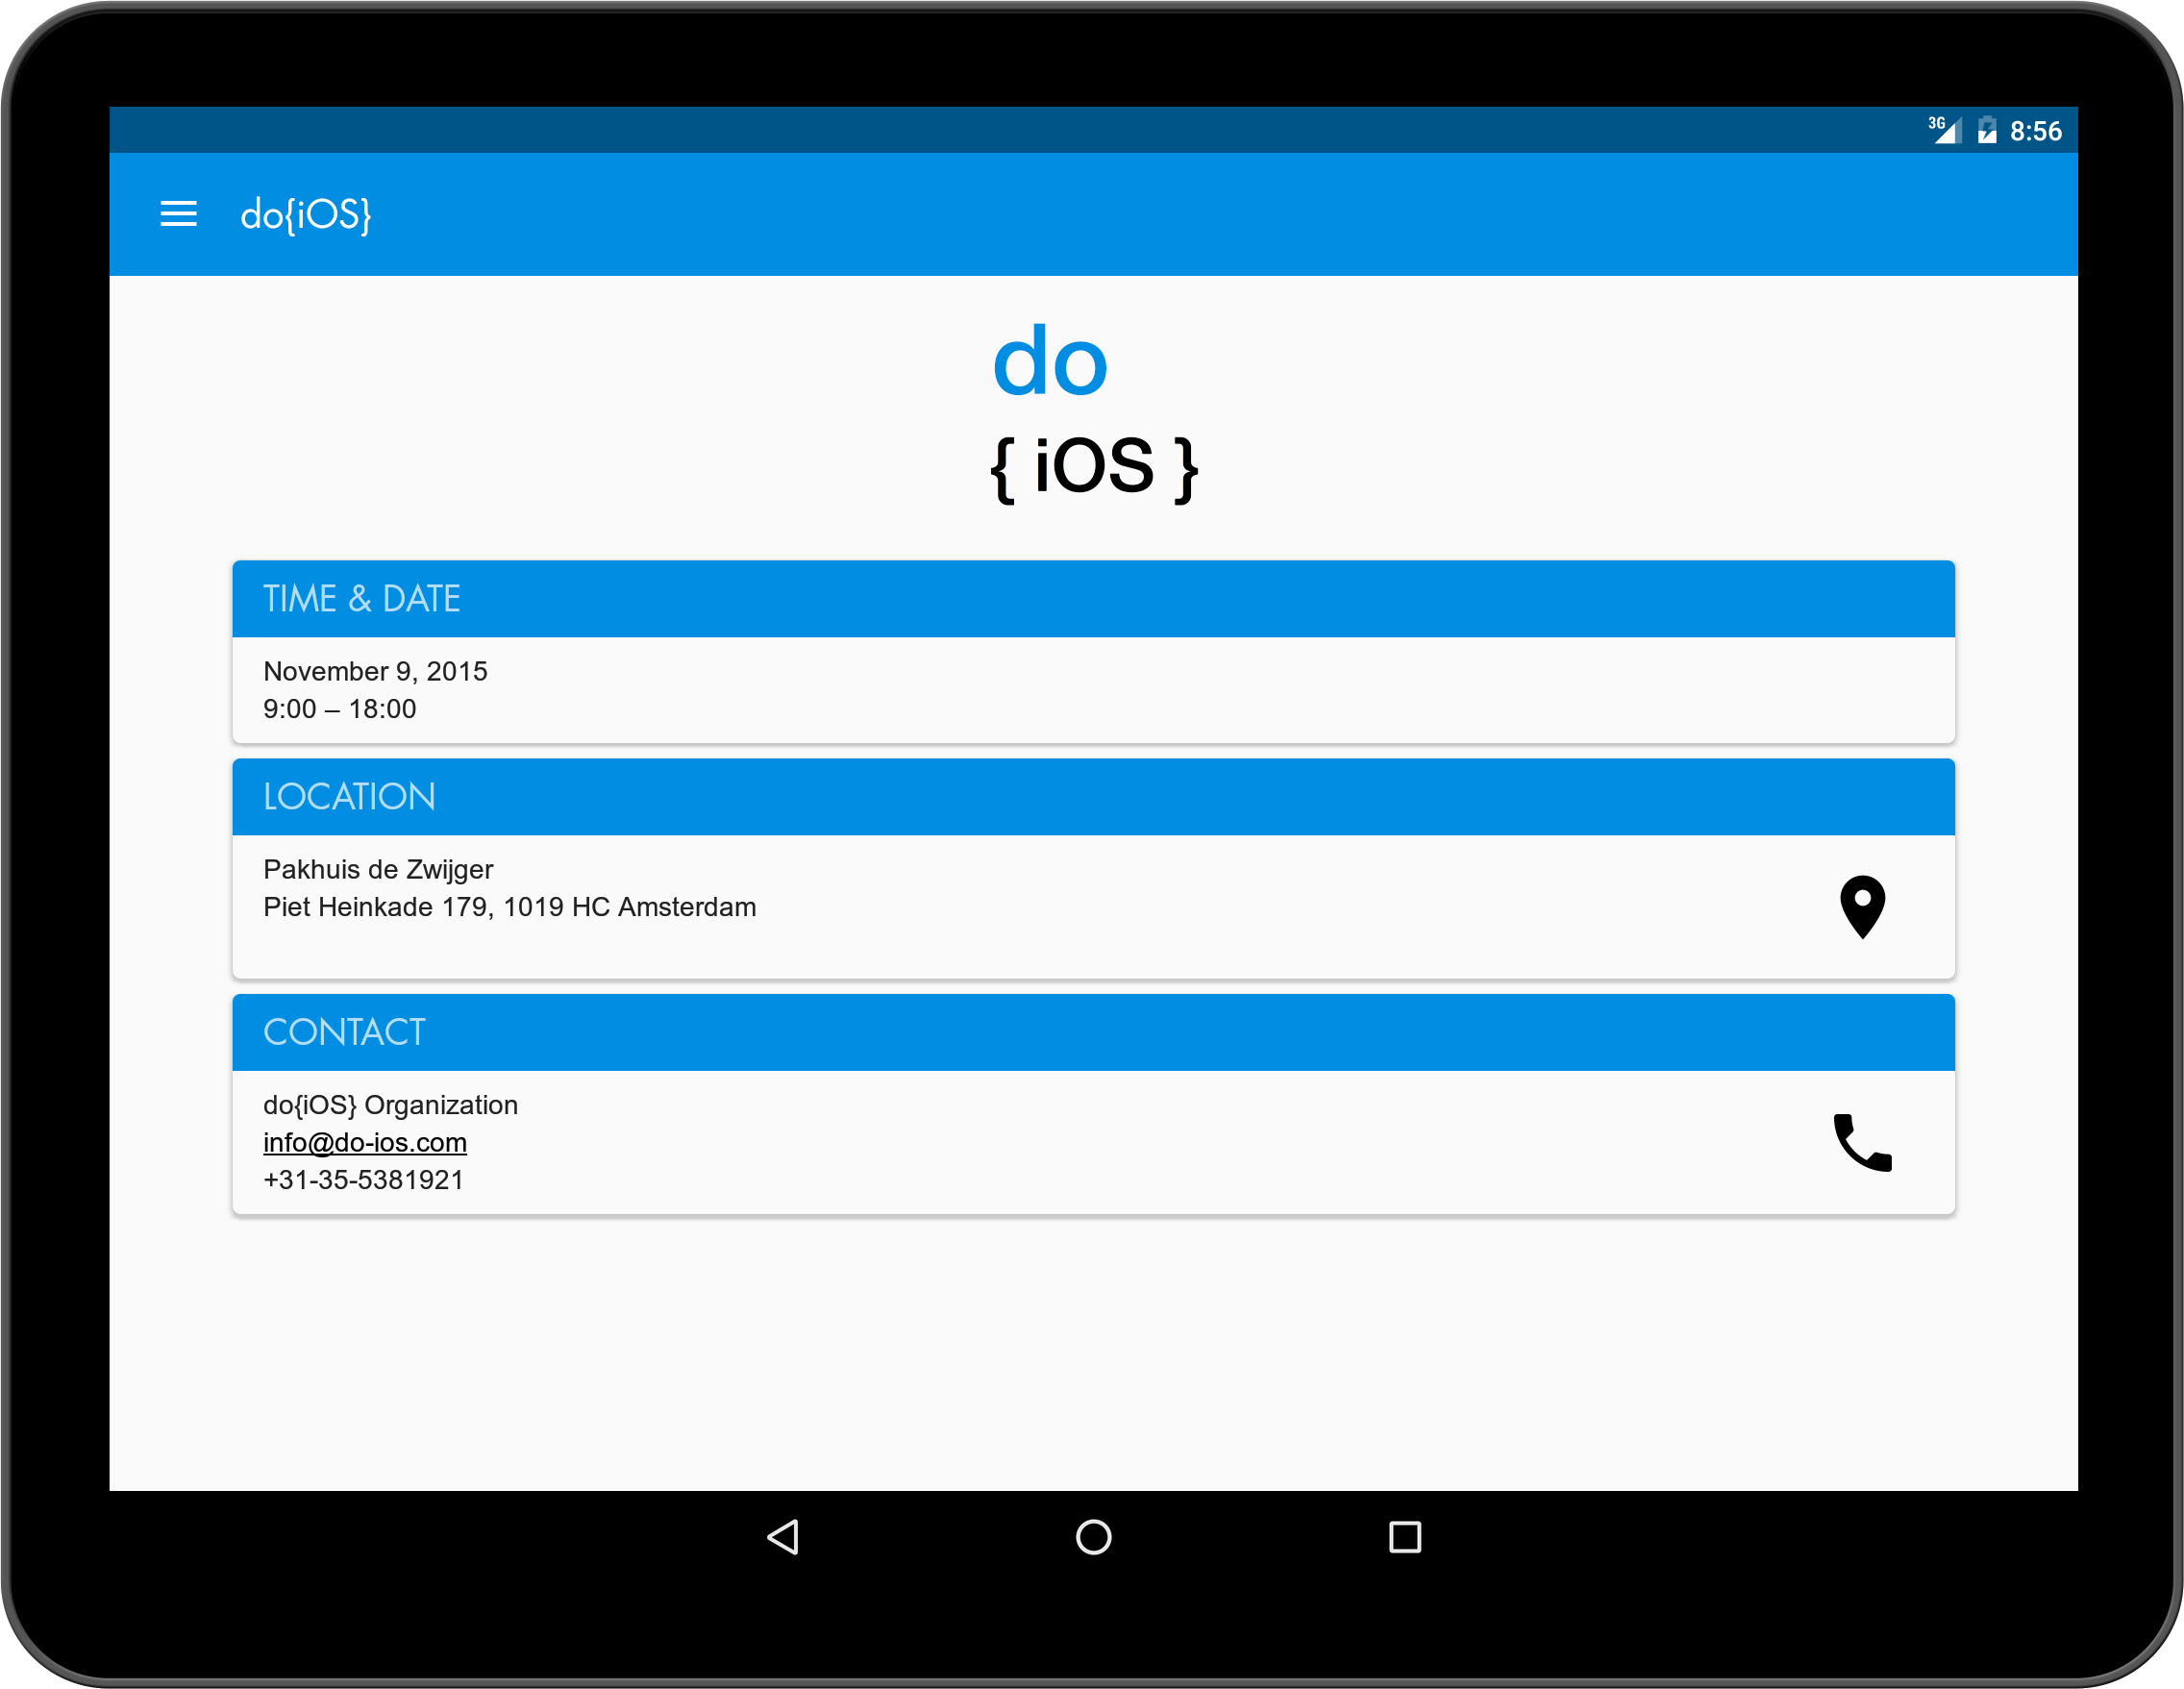 3G 8:56
do{iOS}
do
{ iOS }
TIME & DATE
November 9, 2015
9:00 – 18:00
LOCATION
Pakhuis de Zwijger
Piet Heinkade 179, 1019 HC Amsterdam
CONTACT
do{iOS} Organization
info@do-ios.com
+31-35-5381921